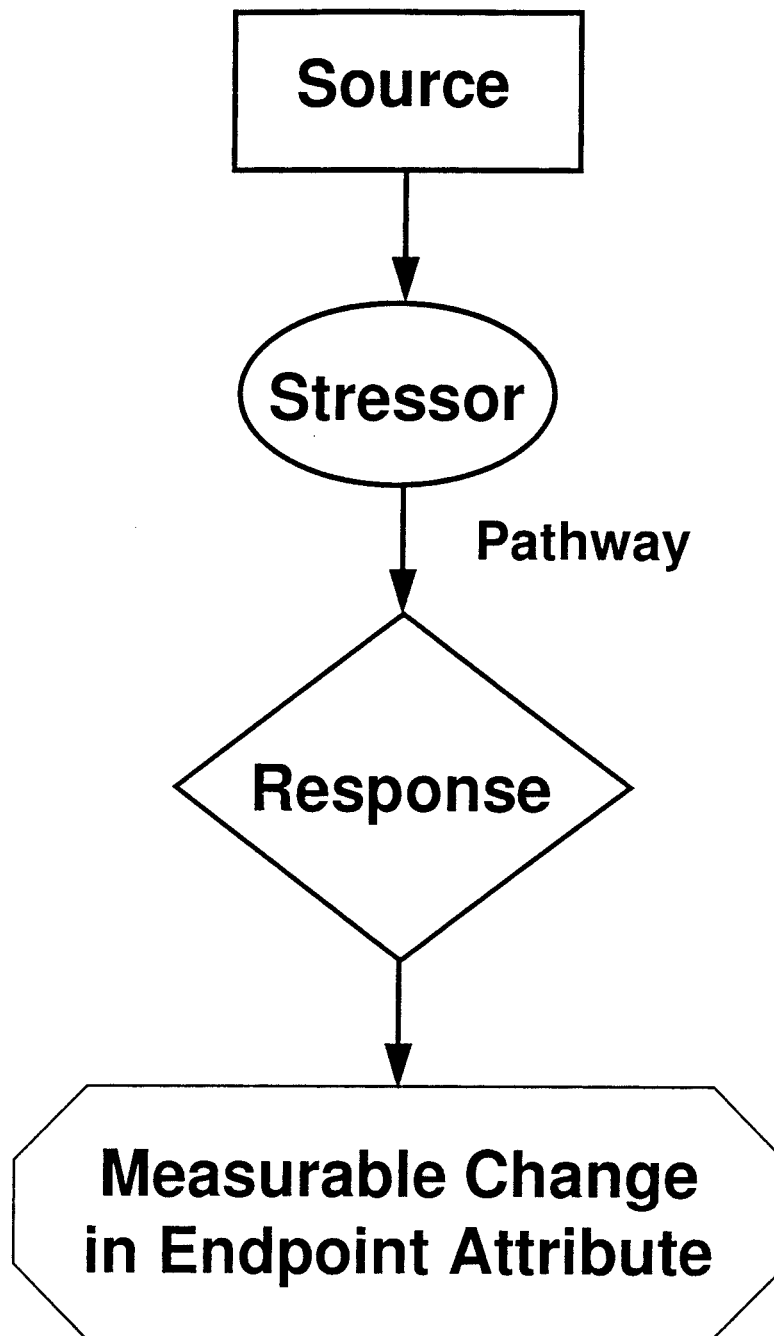 Source
Stressor
Pathway
Response
Measurable Change
in Endpoint Attribute